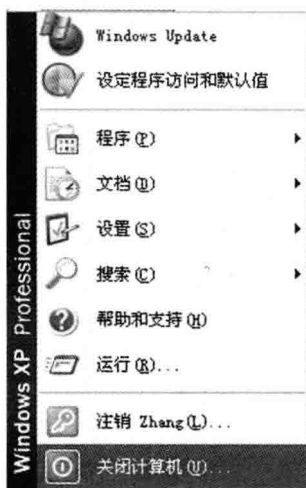 Windows Update
设定程序访问和默认值
程序(P)
文档(D)
设置(S)
搜索(C)
帮助和支持(H)
运行(R)...
注销 Zhang(L)...
关闭计算机(U)...
Windows XP Professional